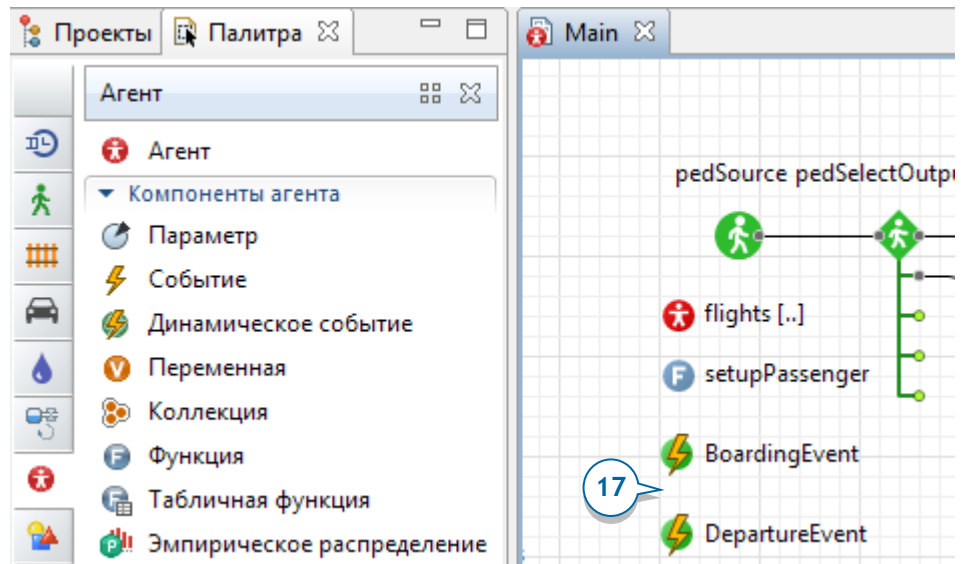 Проекты
Палитра
Main
Агент
Агент
Компоненты агента
Параметр
Событие
Динамическое событие
Переменная
Коллекция
Функция
Табличная функция
Эмпирическое распределение
pedSource pedSelectOutpu
flights [..]
setupPassenger
BoardingEvent
17
DepartureEvent